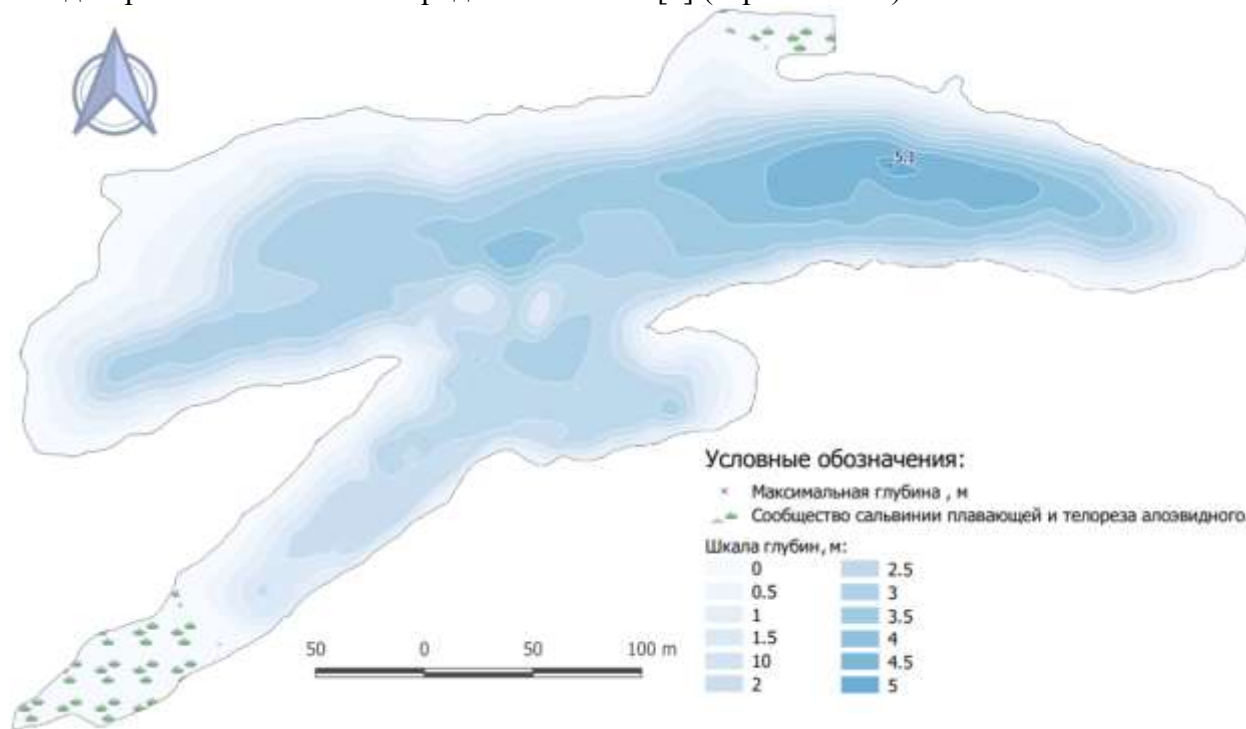 5.1
Условные обозначения:
Максимальная глубина , м
Сообщество сальвинии плавающей и телореза алоэвидного
Шкала глубин, м:
0
0.5
1
1.5
10
2
2.5
3
3.5
4
4.5
5
50 0 50 100 m